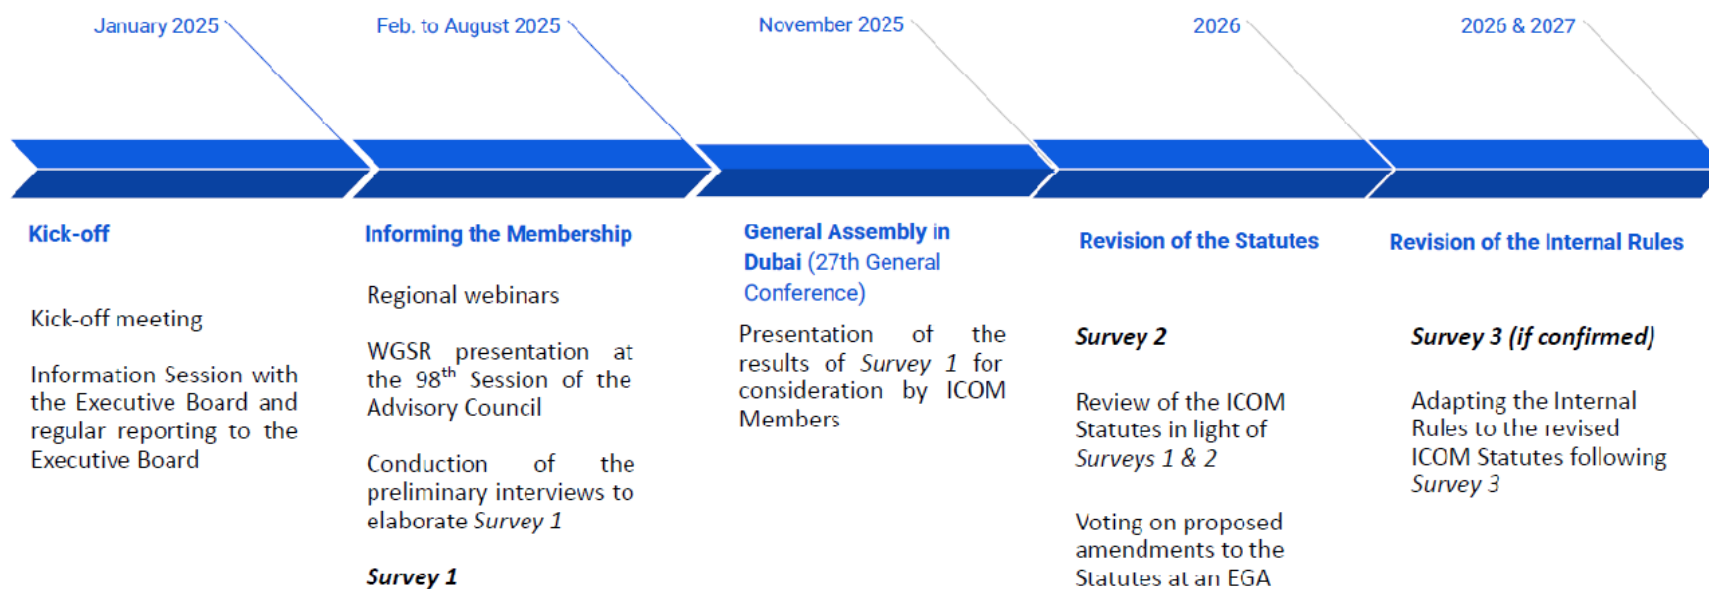 January 2025
Feb. to August 2025
November 2025
2026
2026 & 2027
Kick-off
Kick-off meeting
Information Session with
the Executive Board and
regular reporting to the
Executive Board
Informing the Membership
Regional webinars
WGSR presentation at
the 98th Session of the
Advisory Council
Conduction of the
preliminary interviews to
elaborate Survey 1
Survey 1
General Assembly in
Dubai (27th General
Conference)
Presentation of the
results of Survey 1 for
consideration by ICOM
Members
Revision of the Statutes
Survey 2
Review of the ICOM
Statutes in light of
Surveys 1 & 2
Voting on proposed
amendments to the
Statutes at an EGA
Revision of the Internal Rules
Survey 3 (if confirmed)
Adapting the Internal
Rules to the revised
ICOM Statutes following
Survey 3